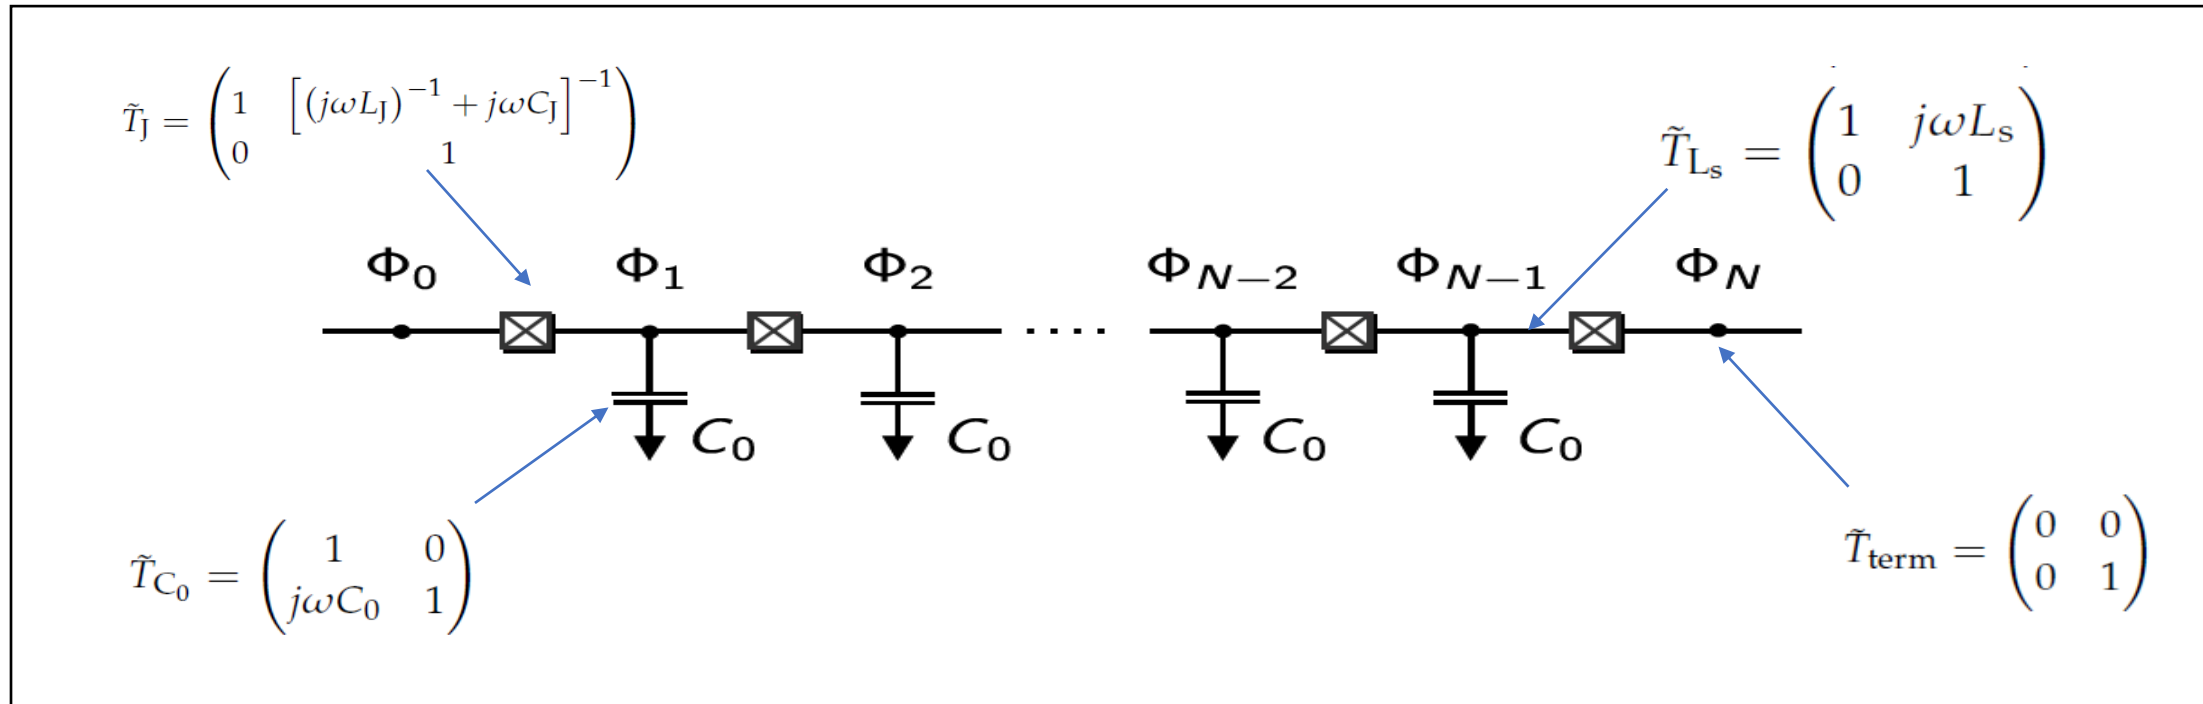 T̃_J = ( 1 [(jωL_J)^{-1} + jωC_J]^{-1}
0 1 )
T̃_{L_s} = ( 1 jωL_s
0 1 )
Φ_0 Φ_1 Φ_2 Φ_{N−2} Φ_{N−1} Φ_N
....
C_0 C_0 C_0 C_0
T̃_{C_0} = ( 1 0
jωC_0 1 )
T̃_term = ( 0 0
0 1 )